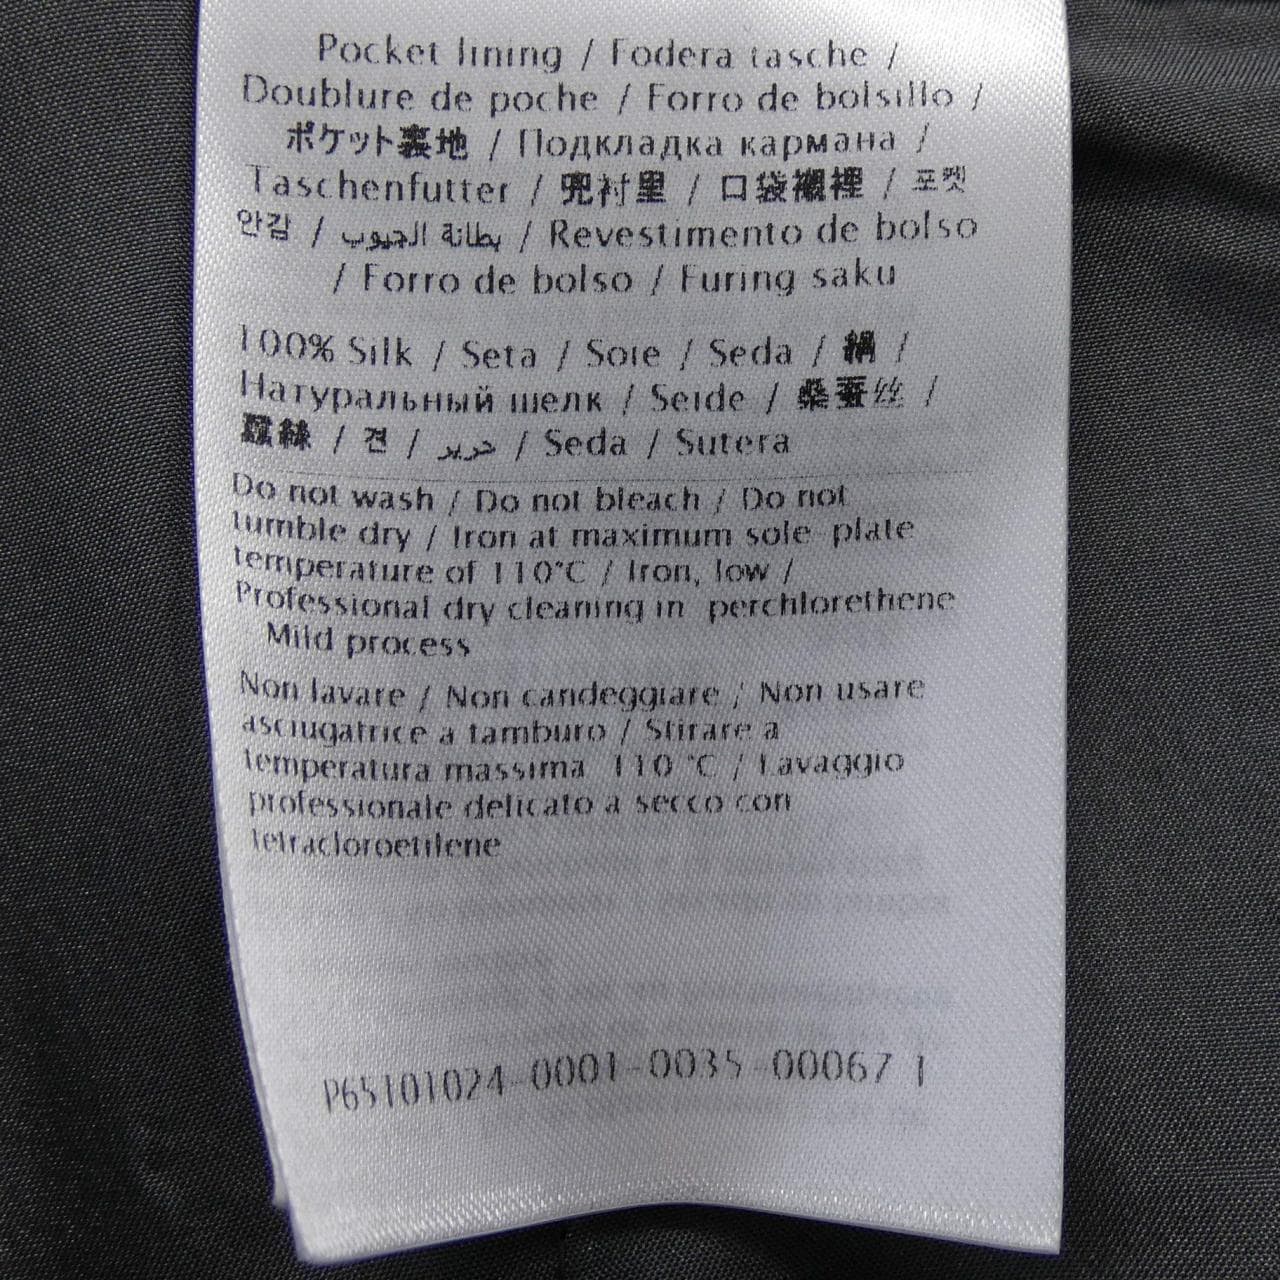 Pocket lining / Fodera tasche /
Doublure de poche / Forro de bolsillo /
ポケット裏地 / Подкладка кармана /
Taschenfutter / 兜衬里 / 口袋襯裡 / 포켓
안감 / بطانة الجيوب / Revestimento de bolso
/ Forro de bolso / Furing saku
100% Silk / Seta / Soie / Seda / 絹 /
Натуральный шелк / Seide / 桑蚕丝 /
蠶絲 / 견 / حرير / Seda / Sutera
Do not wash / Do not bleach / Do not
tumble dry / Iron at maximum sole plate
temperature of 110°C / Iron, low /
Professional dry cleaning in perchlorethene
Mild process
Non lavare / Non candeggiare / Non usare
asciugatrice a tamburo / Stirare a
temperatura massima 110 °C / Lavaggio
professionale delicato a secco con
tetracloroetilene
P65101024-0001-0035-00067 1